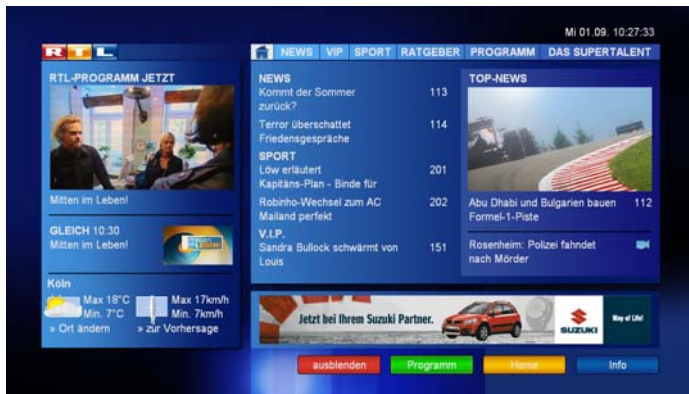 Mi 01.09. 10:27:33
RTL
NEWS VIP SPORT RATGEBER PROGRAMM DAS SUPERTALENT
RTL-PROGRAMM JETZT
Mitten im Leben!
GLEICH 10:30
Mitten im Leben!
Köln
Max 18°C
Min. 7°C
Max 17km/h
Min. 7km/h
» Ort ändern
» zur Vorhersage
NEWS
Kommt der Sommer 113
zurück?
Terror überschattet 114
Friedensgespräche
SPORT
Löw erläutert 201
Kapitäns-Plan - Binde für
Robinho-Wechsel zum AC 202
Mailand perfekt
V.I.P.
Sandra Bullock schwärmt von 151
Louis
TOP-NEWS
Abu Dhabi und Bulgarien bauen 112
Formel-1-Piste
Rosenheim: Polizei fahndet
nach Mörder
Jetzt bei Ihrem Suzuki Partner.
SUZUKI
Way of Life!
ausblenden
Programm
Home
Info